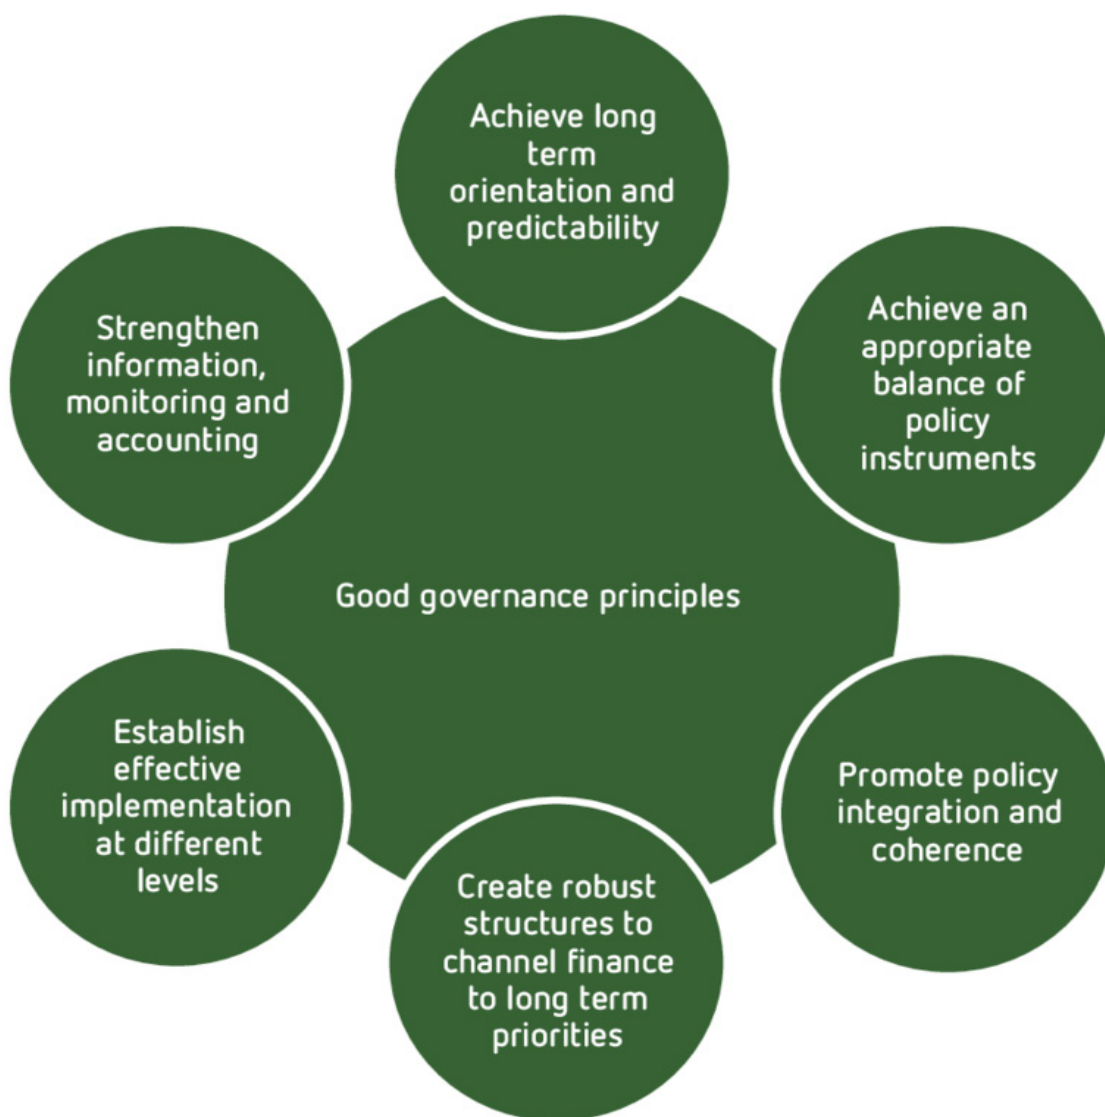 Achieve long
term
orientation and
predictability
Achieve an
appropriate
balance of
policy
instruments
Promote policy
integration and
coherence
Create robust
structures to
channel finance
to long term
priorities
Establish
effective
implementation
at different
levels
Strengthen
information,
monitoring and
accounting
Good governance principles